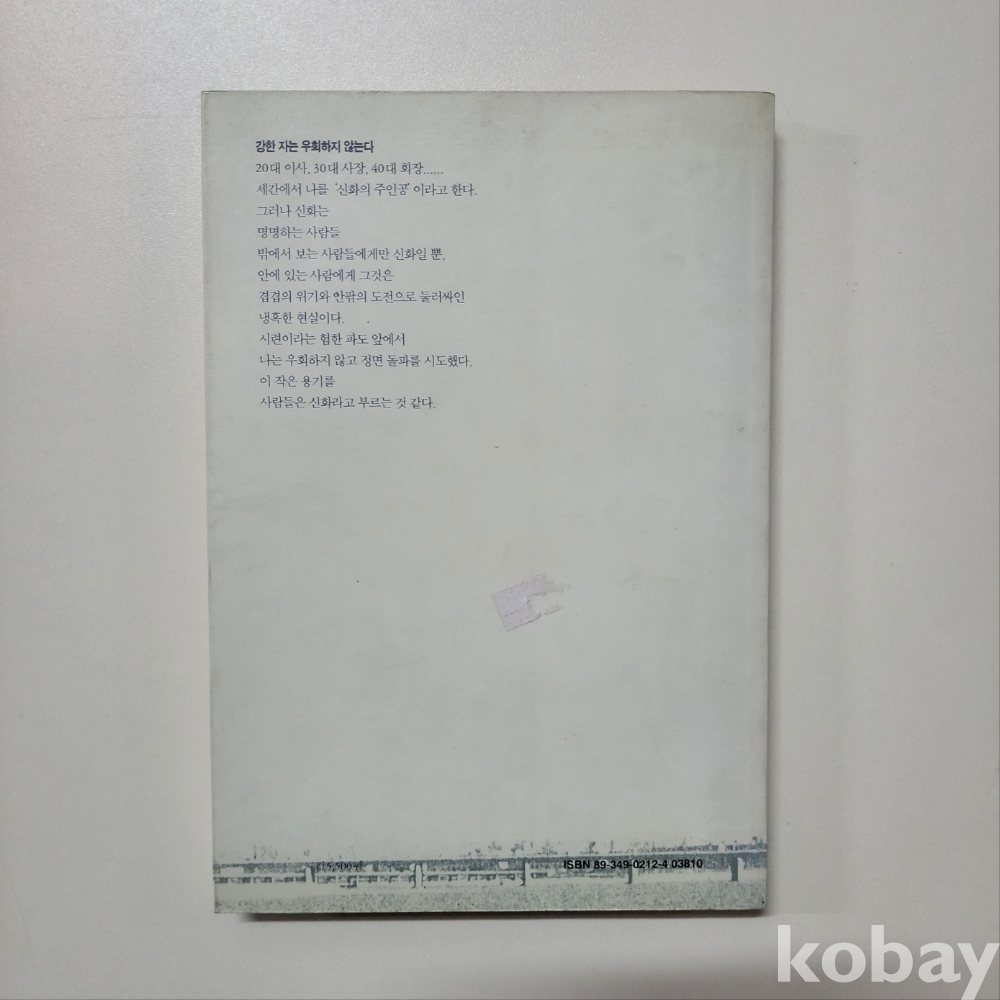 강한 자는 우회하지 않는다
20대 이사, 30대 사장, 40대 회장......
세간에서 나를 '신화의 주인공'이라고 한다.
그러나 신화는
명명하는 사람들
밖에서 보는 사람들에게만 신화일 뿐,
안에 있는 사람에게 그것은
겹겹의 위기와 안팎의 도전으로 둘러싸인
냉혹한 현실이다.
시련이라는 험한 파도 앞에서
나는 우회하지 않고 정면 돌파를 시도했다.
이 작은 용기를
사람들은 신화라고 부르는 것 같다.
값5,500원
ISBN 89-349-0212-4 03810
kobay